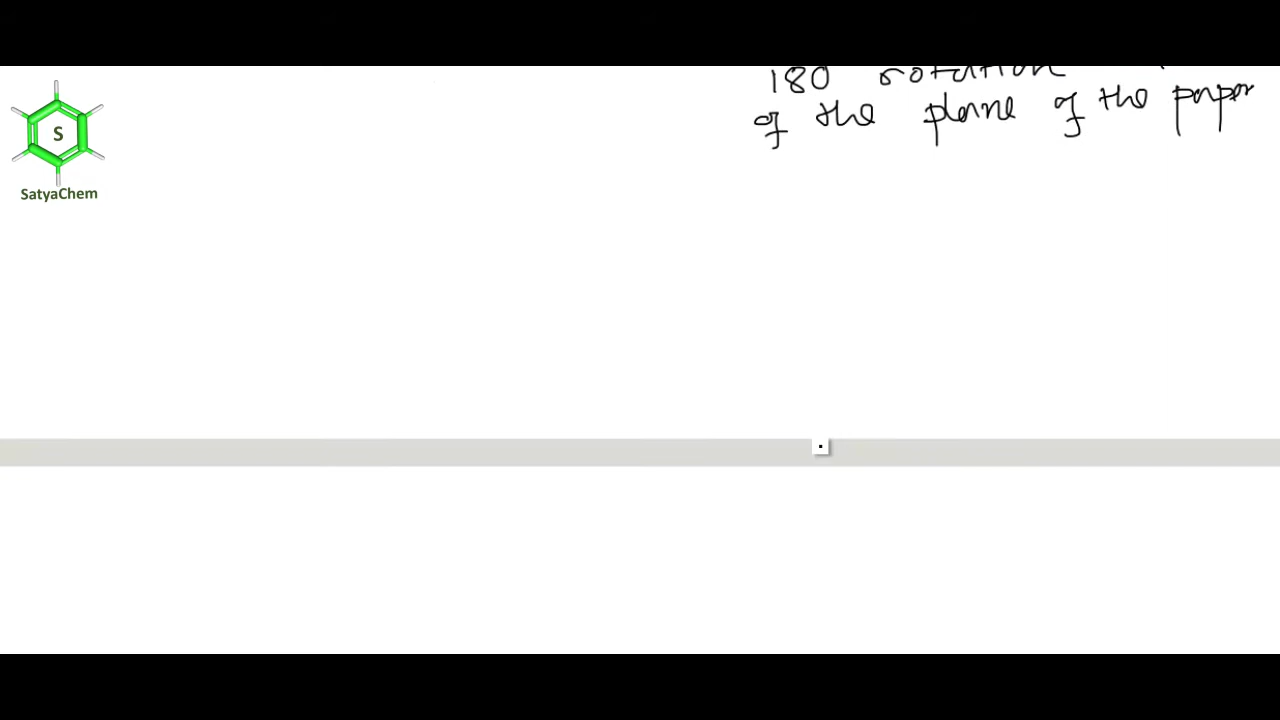 180 rotation
of the plane of the paper
S
SatyaChem